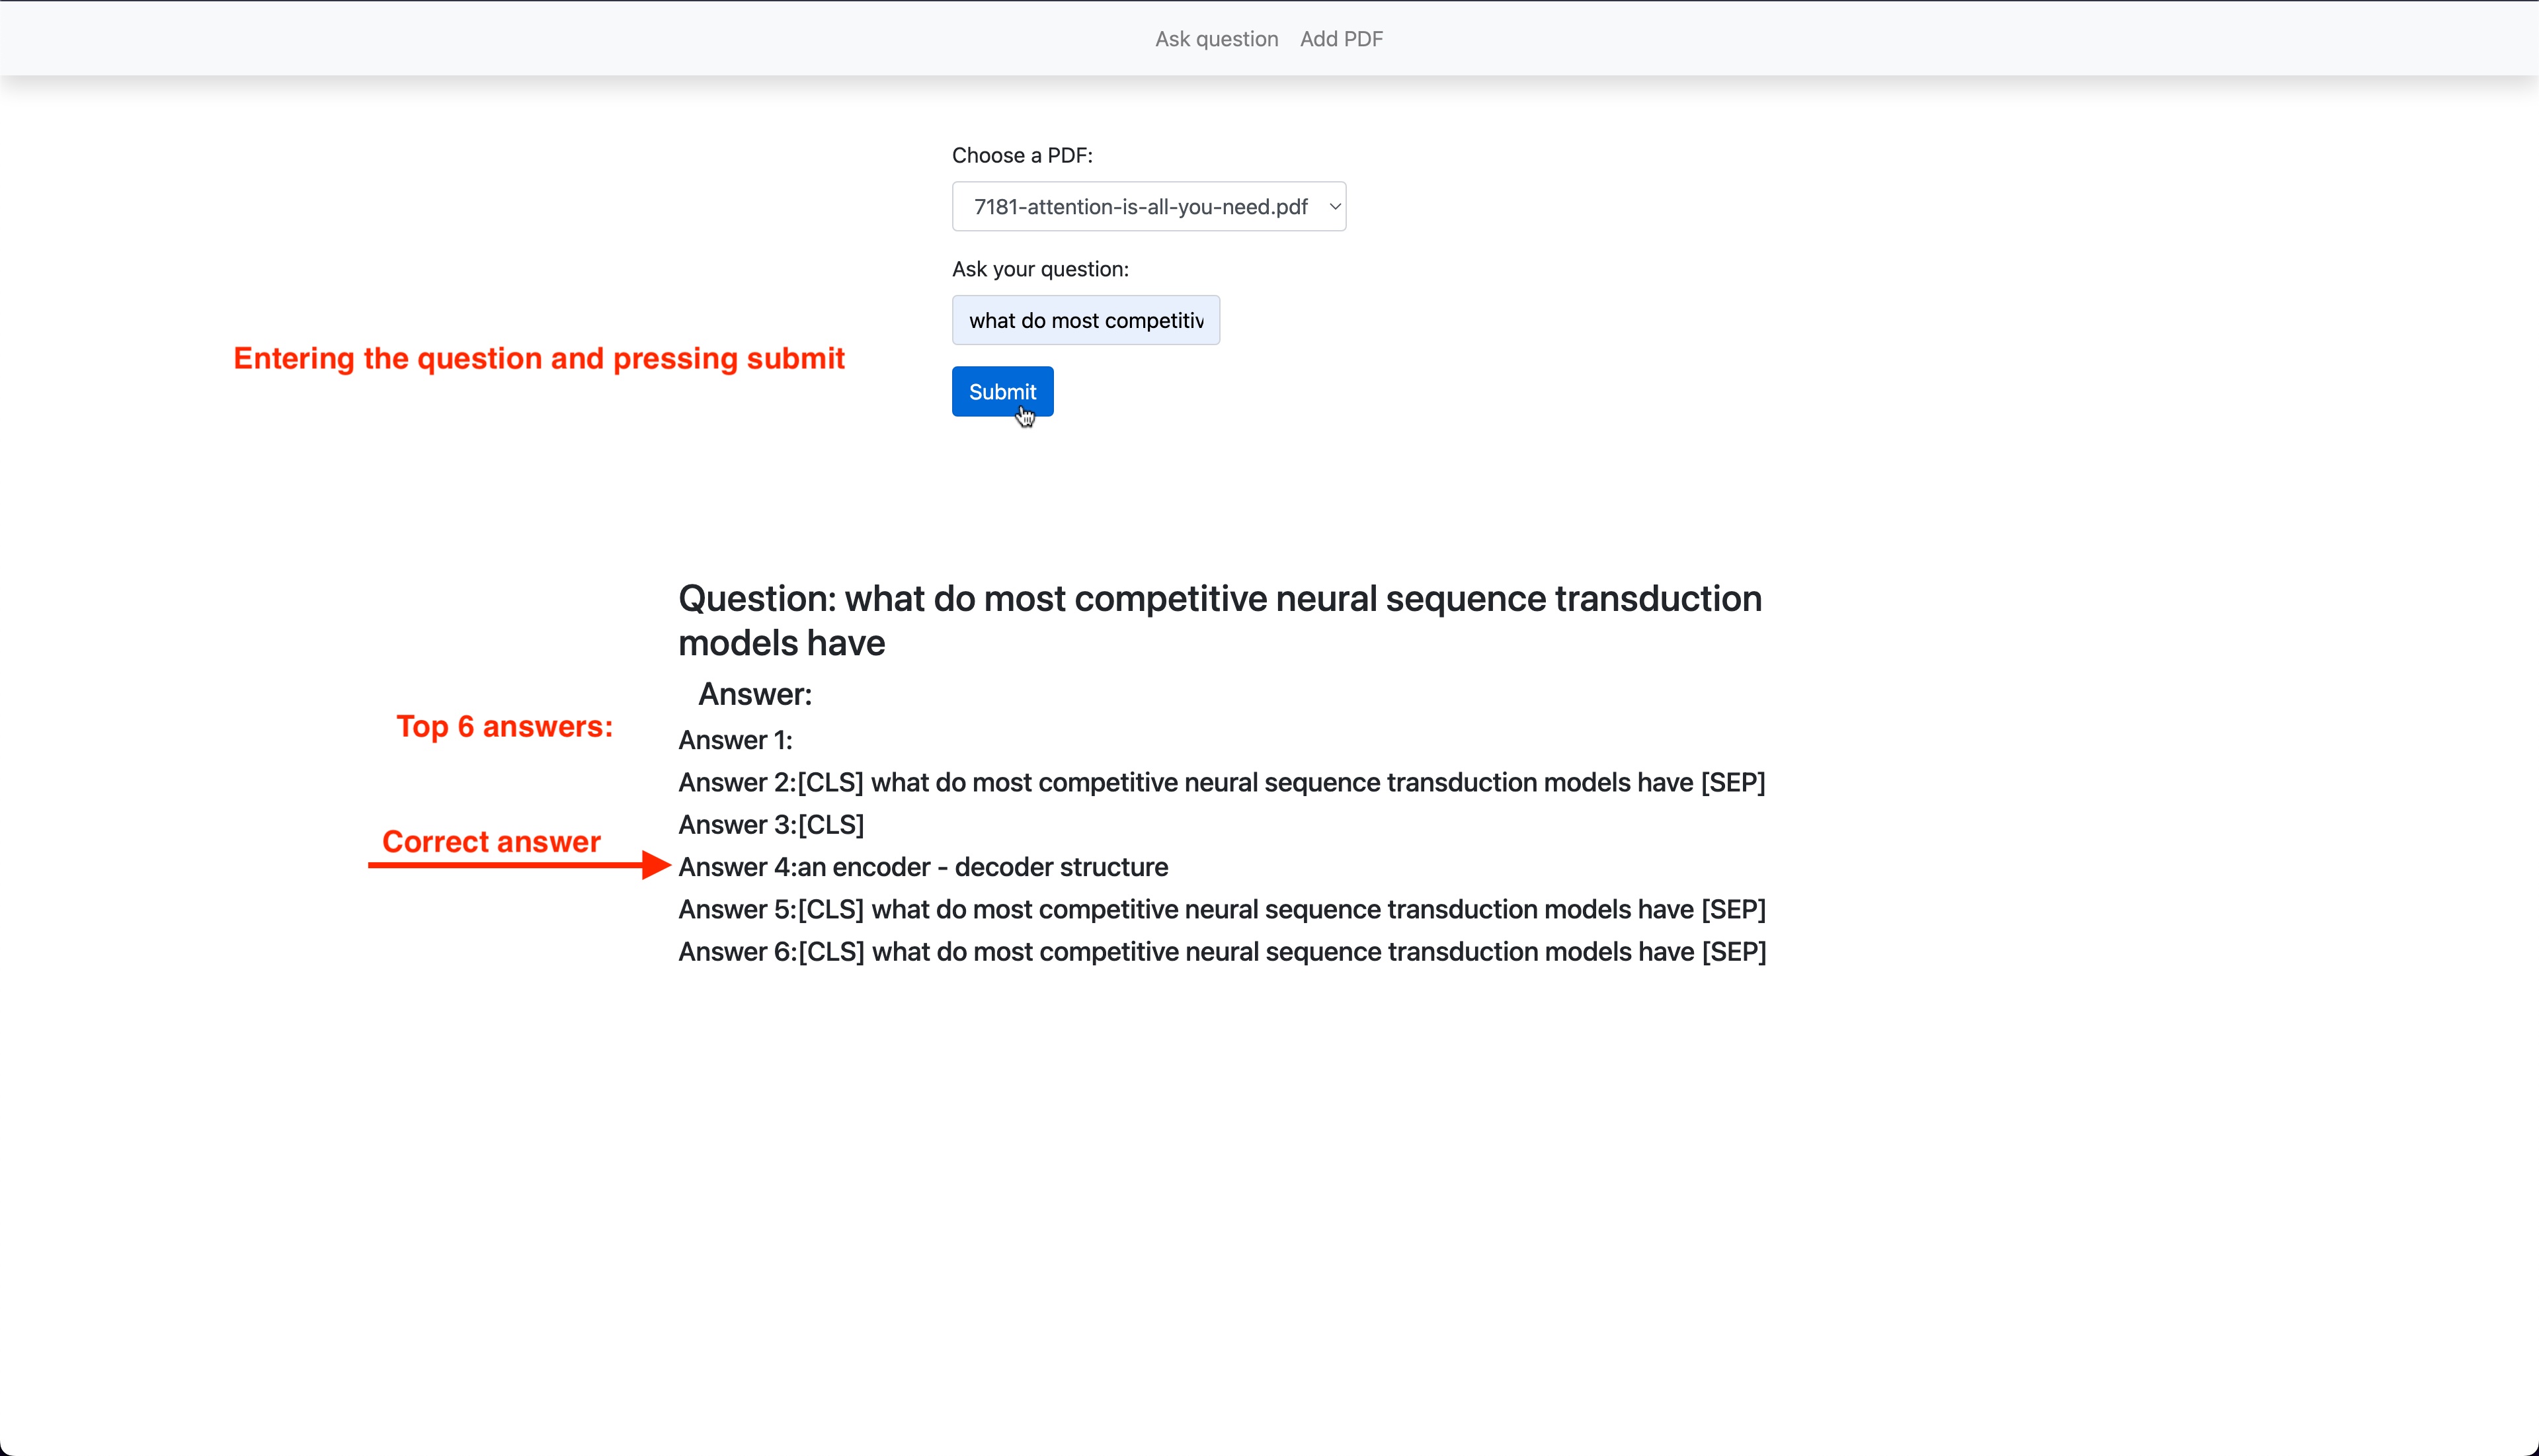 Ask question Add PDF
Choose a PDF:
7181-attention-is-all-you-need.pdf
Ask your question:
what do most competitiv
Entering the question and pressing submit
Submit
Question: what do most competitive neural sequence transduction
models have
Answer:
Top 6 answers:
Answer 1:
Answer 2:[CLS] what do most competitive neural sequence transduction models have [SEP]
Answer 3:[CLS]
Correct answer
Answer 4:an encoder - decoder structure
Answer 5:[CLS] what do most competitive neural sequence transduction models have [SEP]
Answer 6:[CLS] what do most competitive neural sequence transduction models have [SEP]